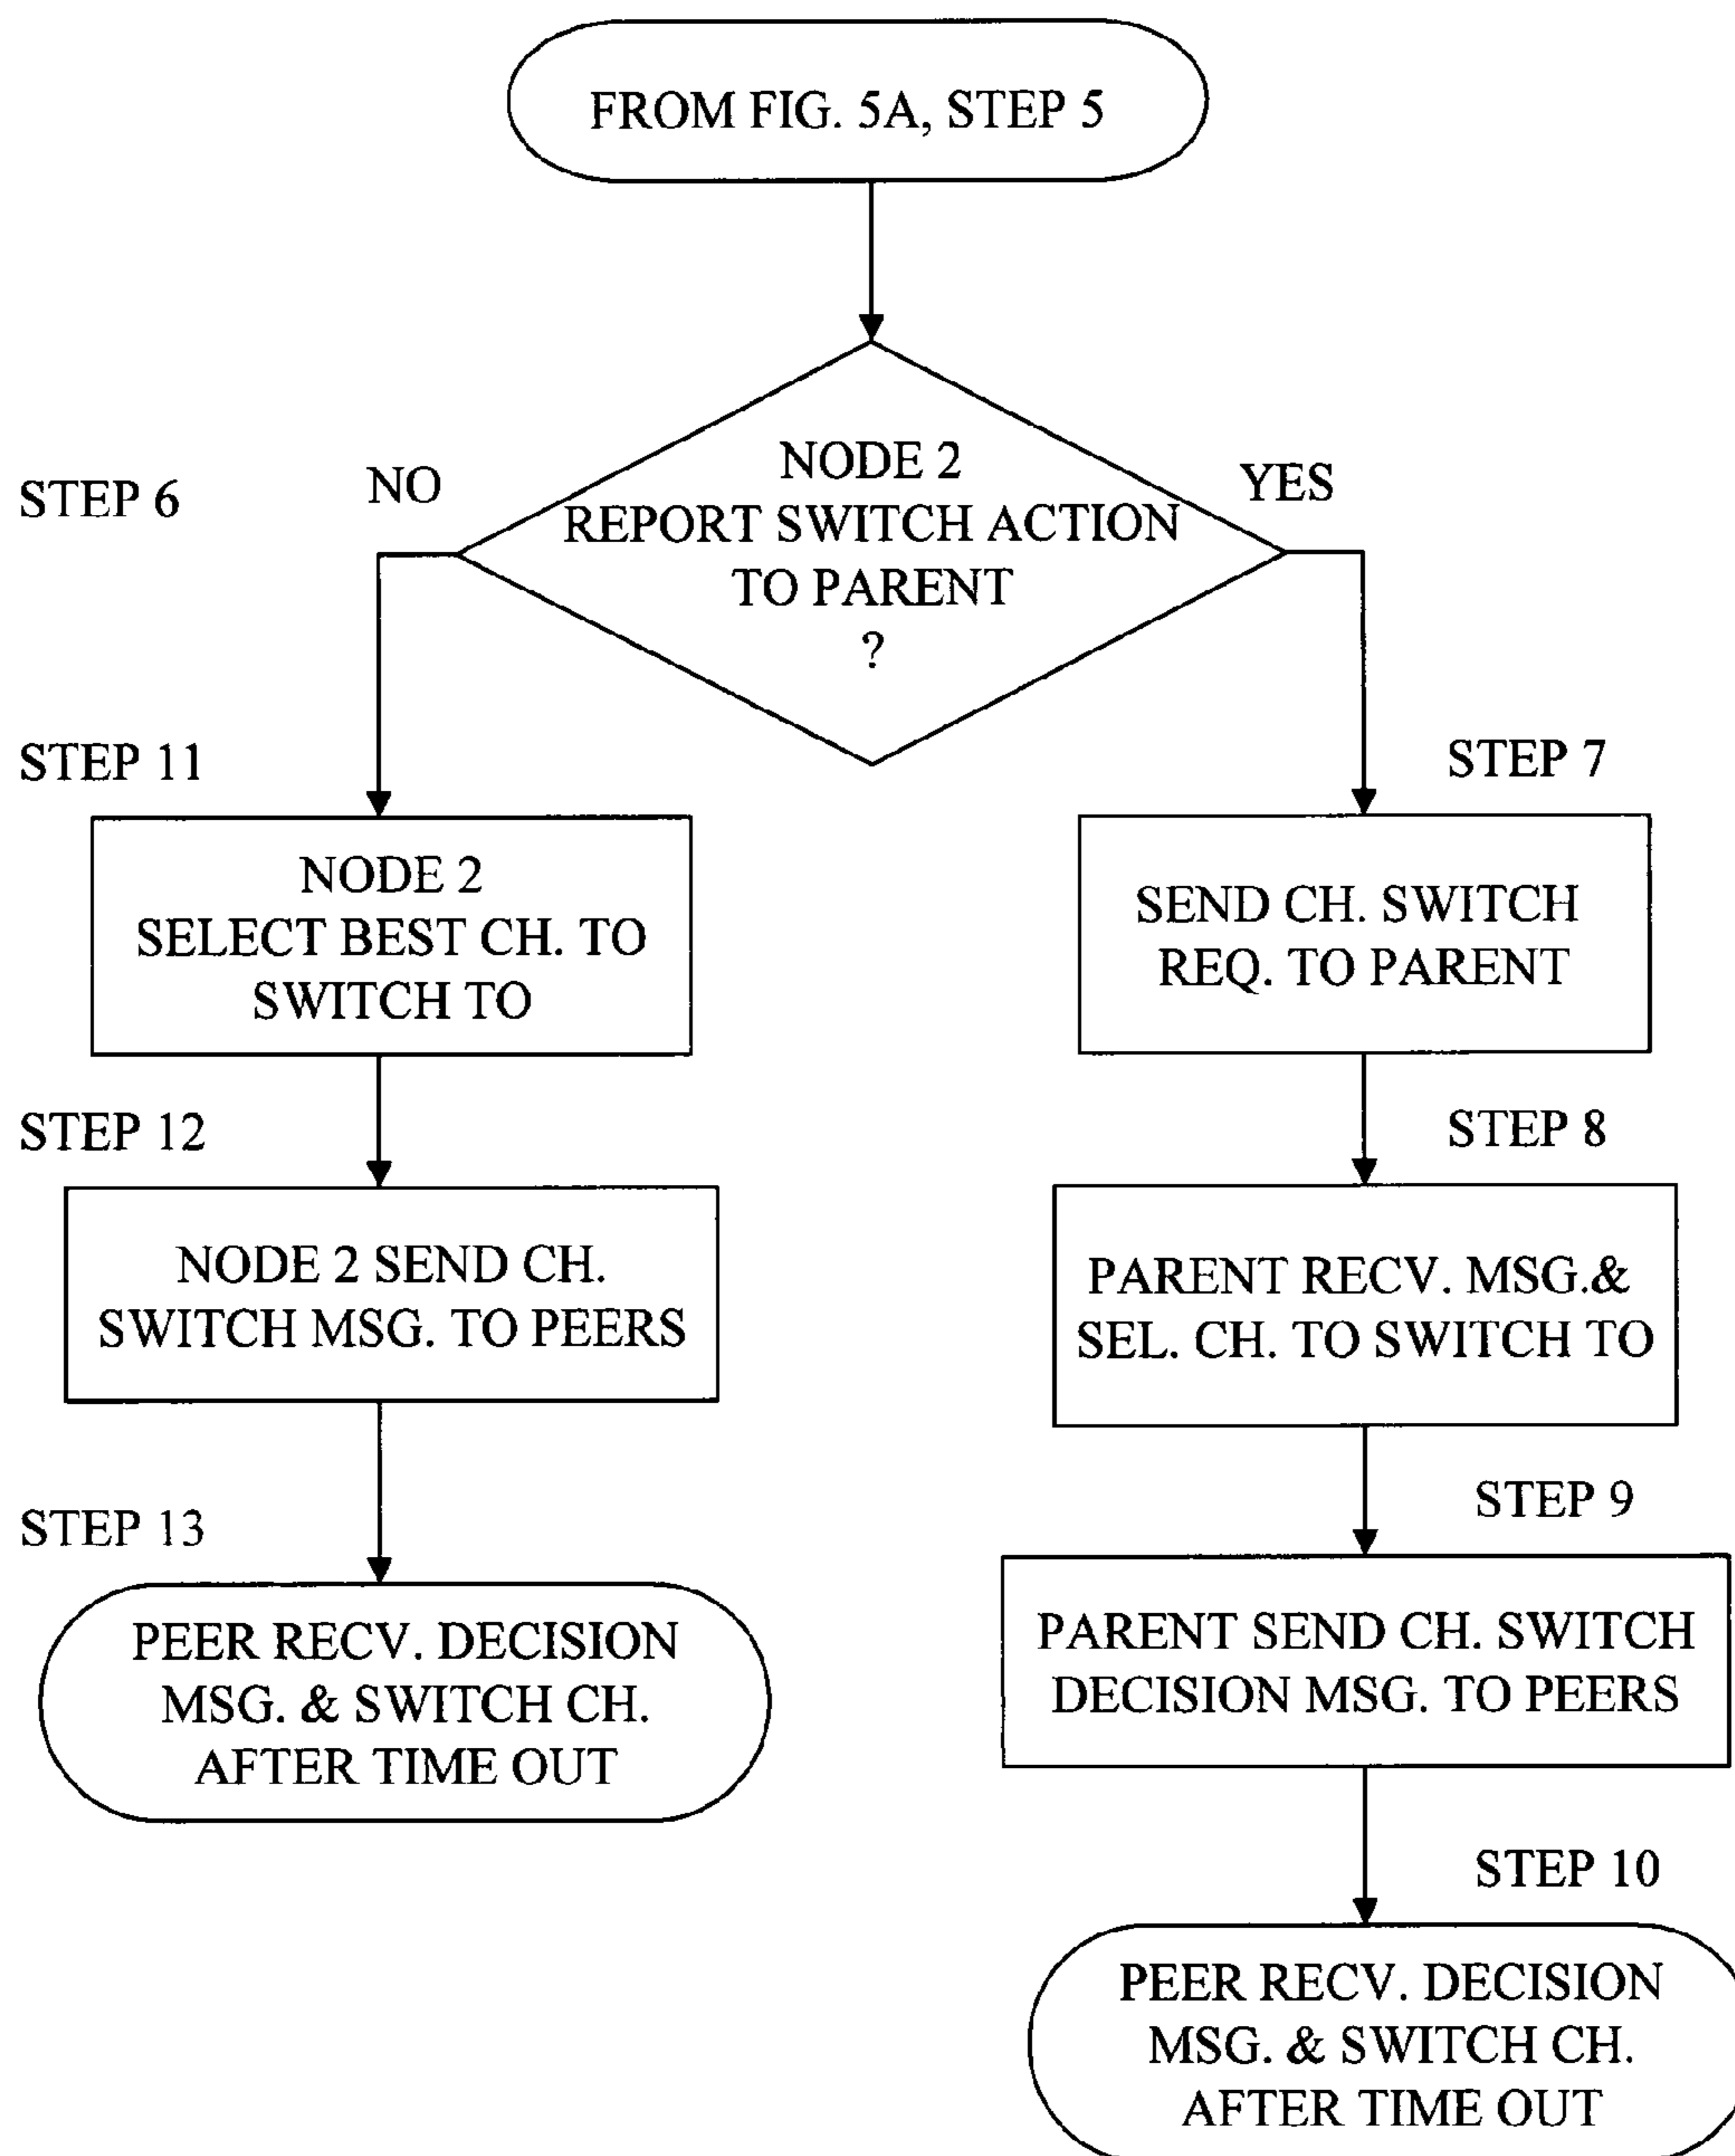 FROM FIG. 5A, STEP 5
STEP 6
NO
NODE 2
REPORT SWITCH ACTION
TO PARENT
?
YES
STEP 11
NODE 2
SELECT BEST CH. TO
SWITCH TO
STEP 12
NODE 2 SEND CH.
SWITCH MSG. TO PEERS
STEP 13
PEER RECV. DECISION
MSG. & SWITCH CH.
AFTER TIME OUT
STEP 7
SEND CH. SWITCH
REQ. TO PARENT
STEP 8
PARENT RECV. MSG.&
SEL. CH. TO SWITCH TO
STEP 9
PARENT SEND CH. SWITCH
DECISION MSG. TO PEERS
STEP 10
PEER RECV. DECISION
MSG. & SWITCH CH.
AFTER TIME OUT